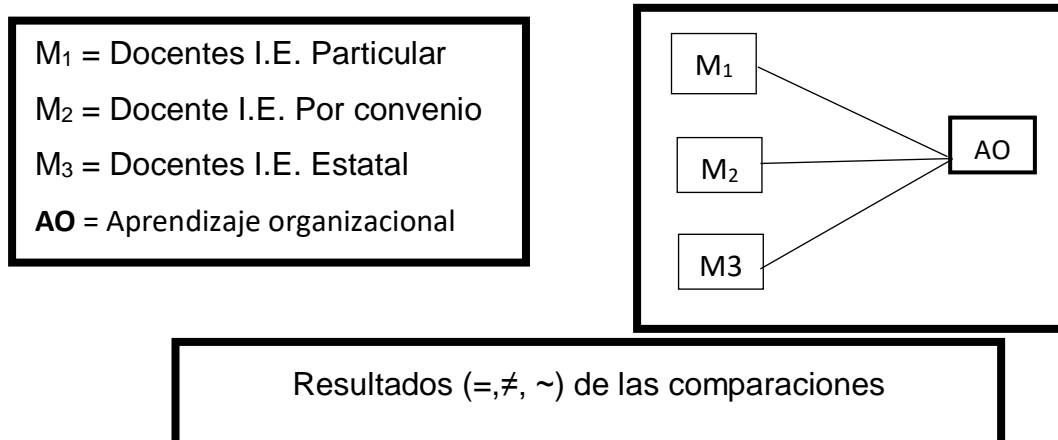 M₁ = Docentes I.E. Particular
M₂ = Docente I.E. Por convenio
M₃ = Docentes I.E. Estatal
AO = Aprendizaje organizacional
M₁
M₂
M3
AO
Resultados (=,≠, ~) de las comparaciones